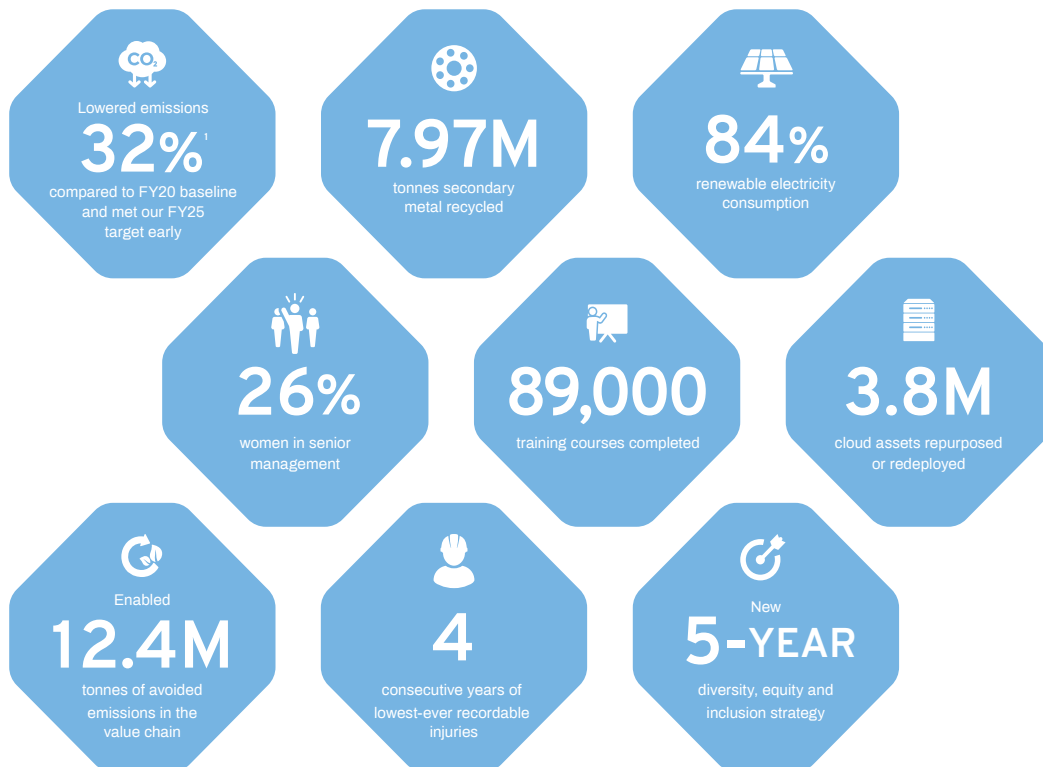 CO₂
Lowered emissions
32%¹
compared to FY20 baseline
and met our FY25
target early
7.97M
tonnes secondary
metal recycled
84%
renewable electricity
consumption
26%
women in senior
management
89,000
training courses completed
3.8M
cloud assets repurposed
or redeployed
Enabled
12.4M
tonnes of avoided
emissions in the
value chain
4
consecutive years of
lowest-ever recordable
injuries
New
5-YEAR
diversity, equity and
inclusion strategy